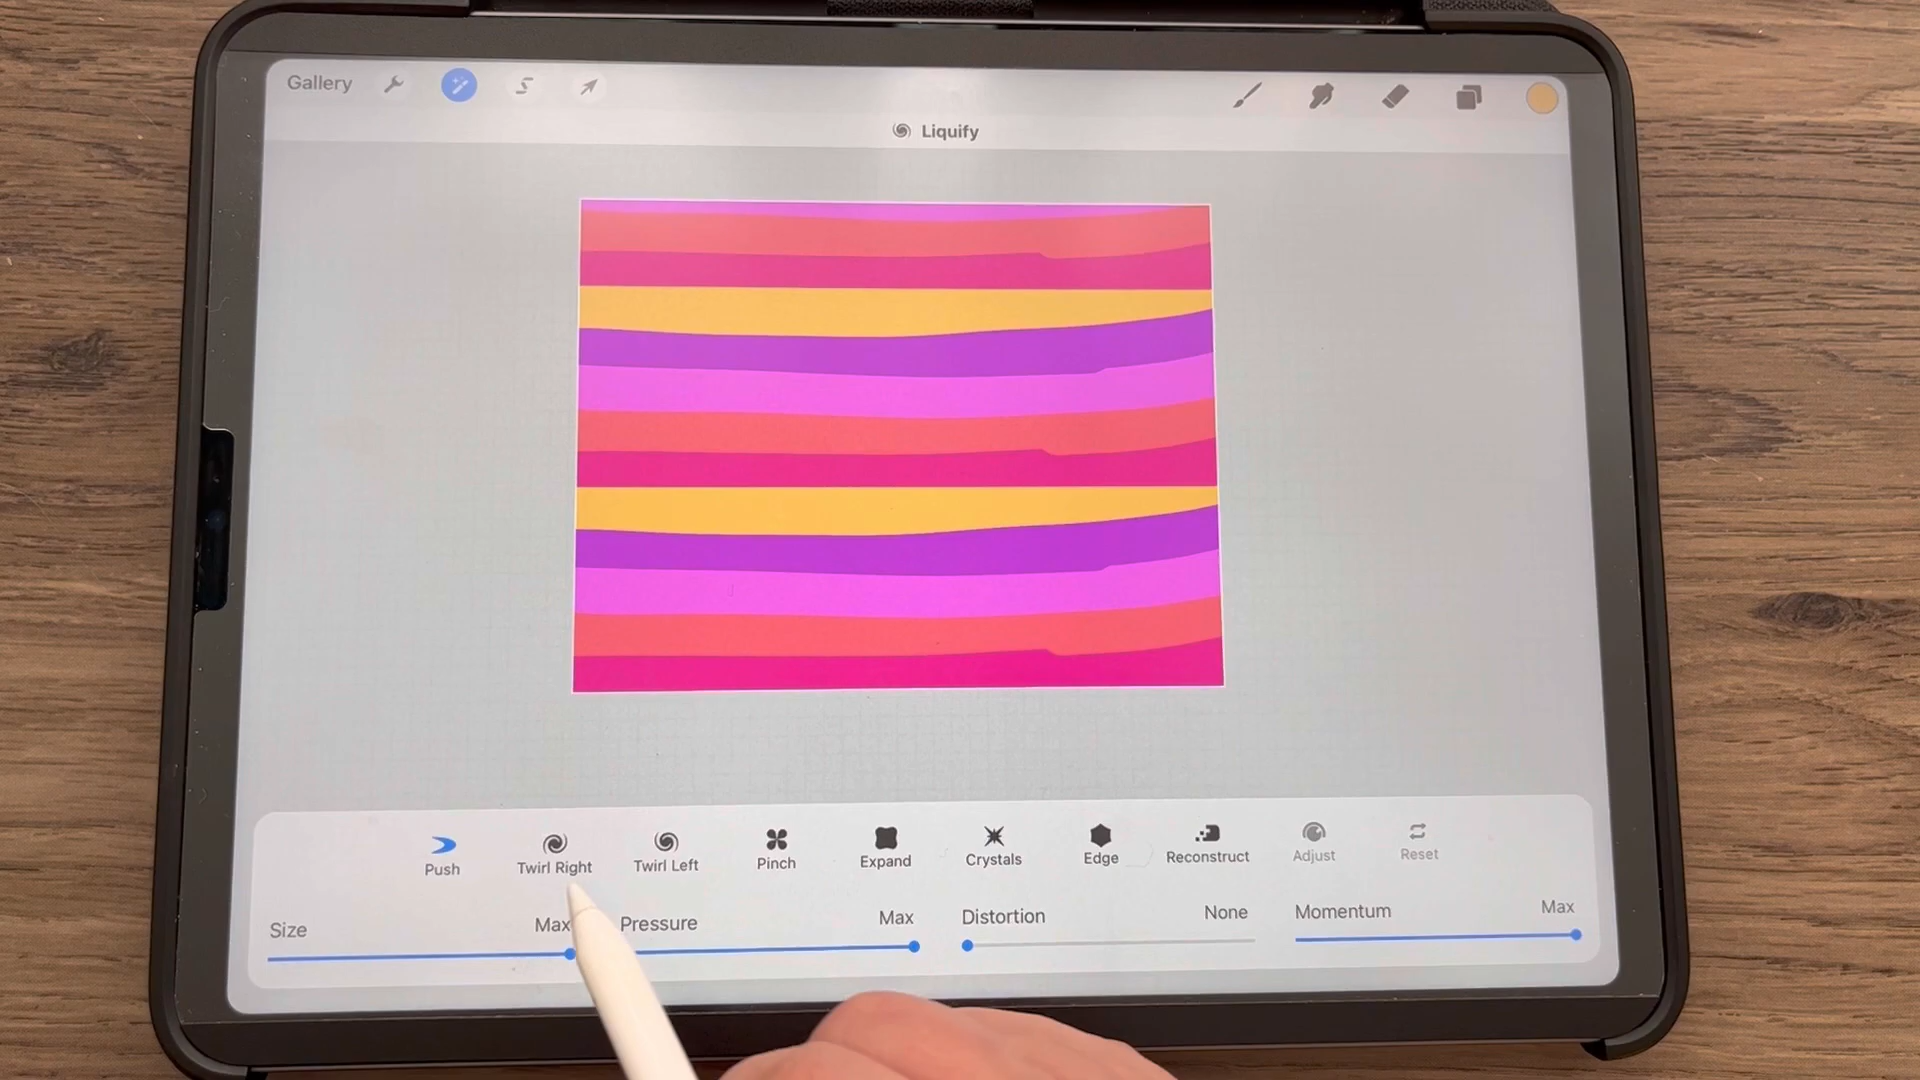 Gallery
Liquify
Push
Twirl Right
Twirl Left
Pinch
Expand
Crystals
Edge
Reconstruct
Adjust
Reset
Size Max
Pressure Max
Distortion None
Momentum Max